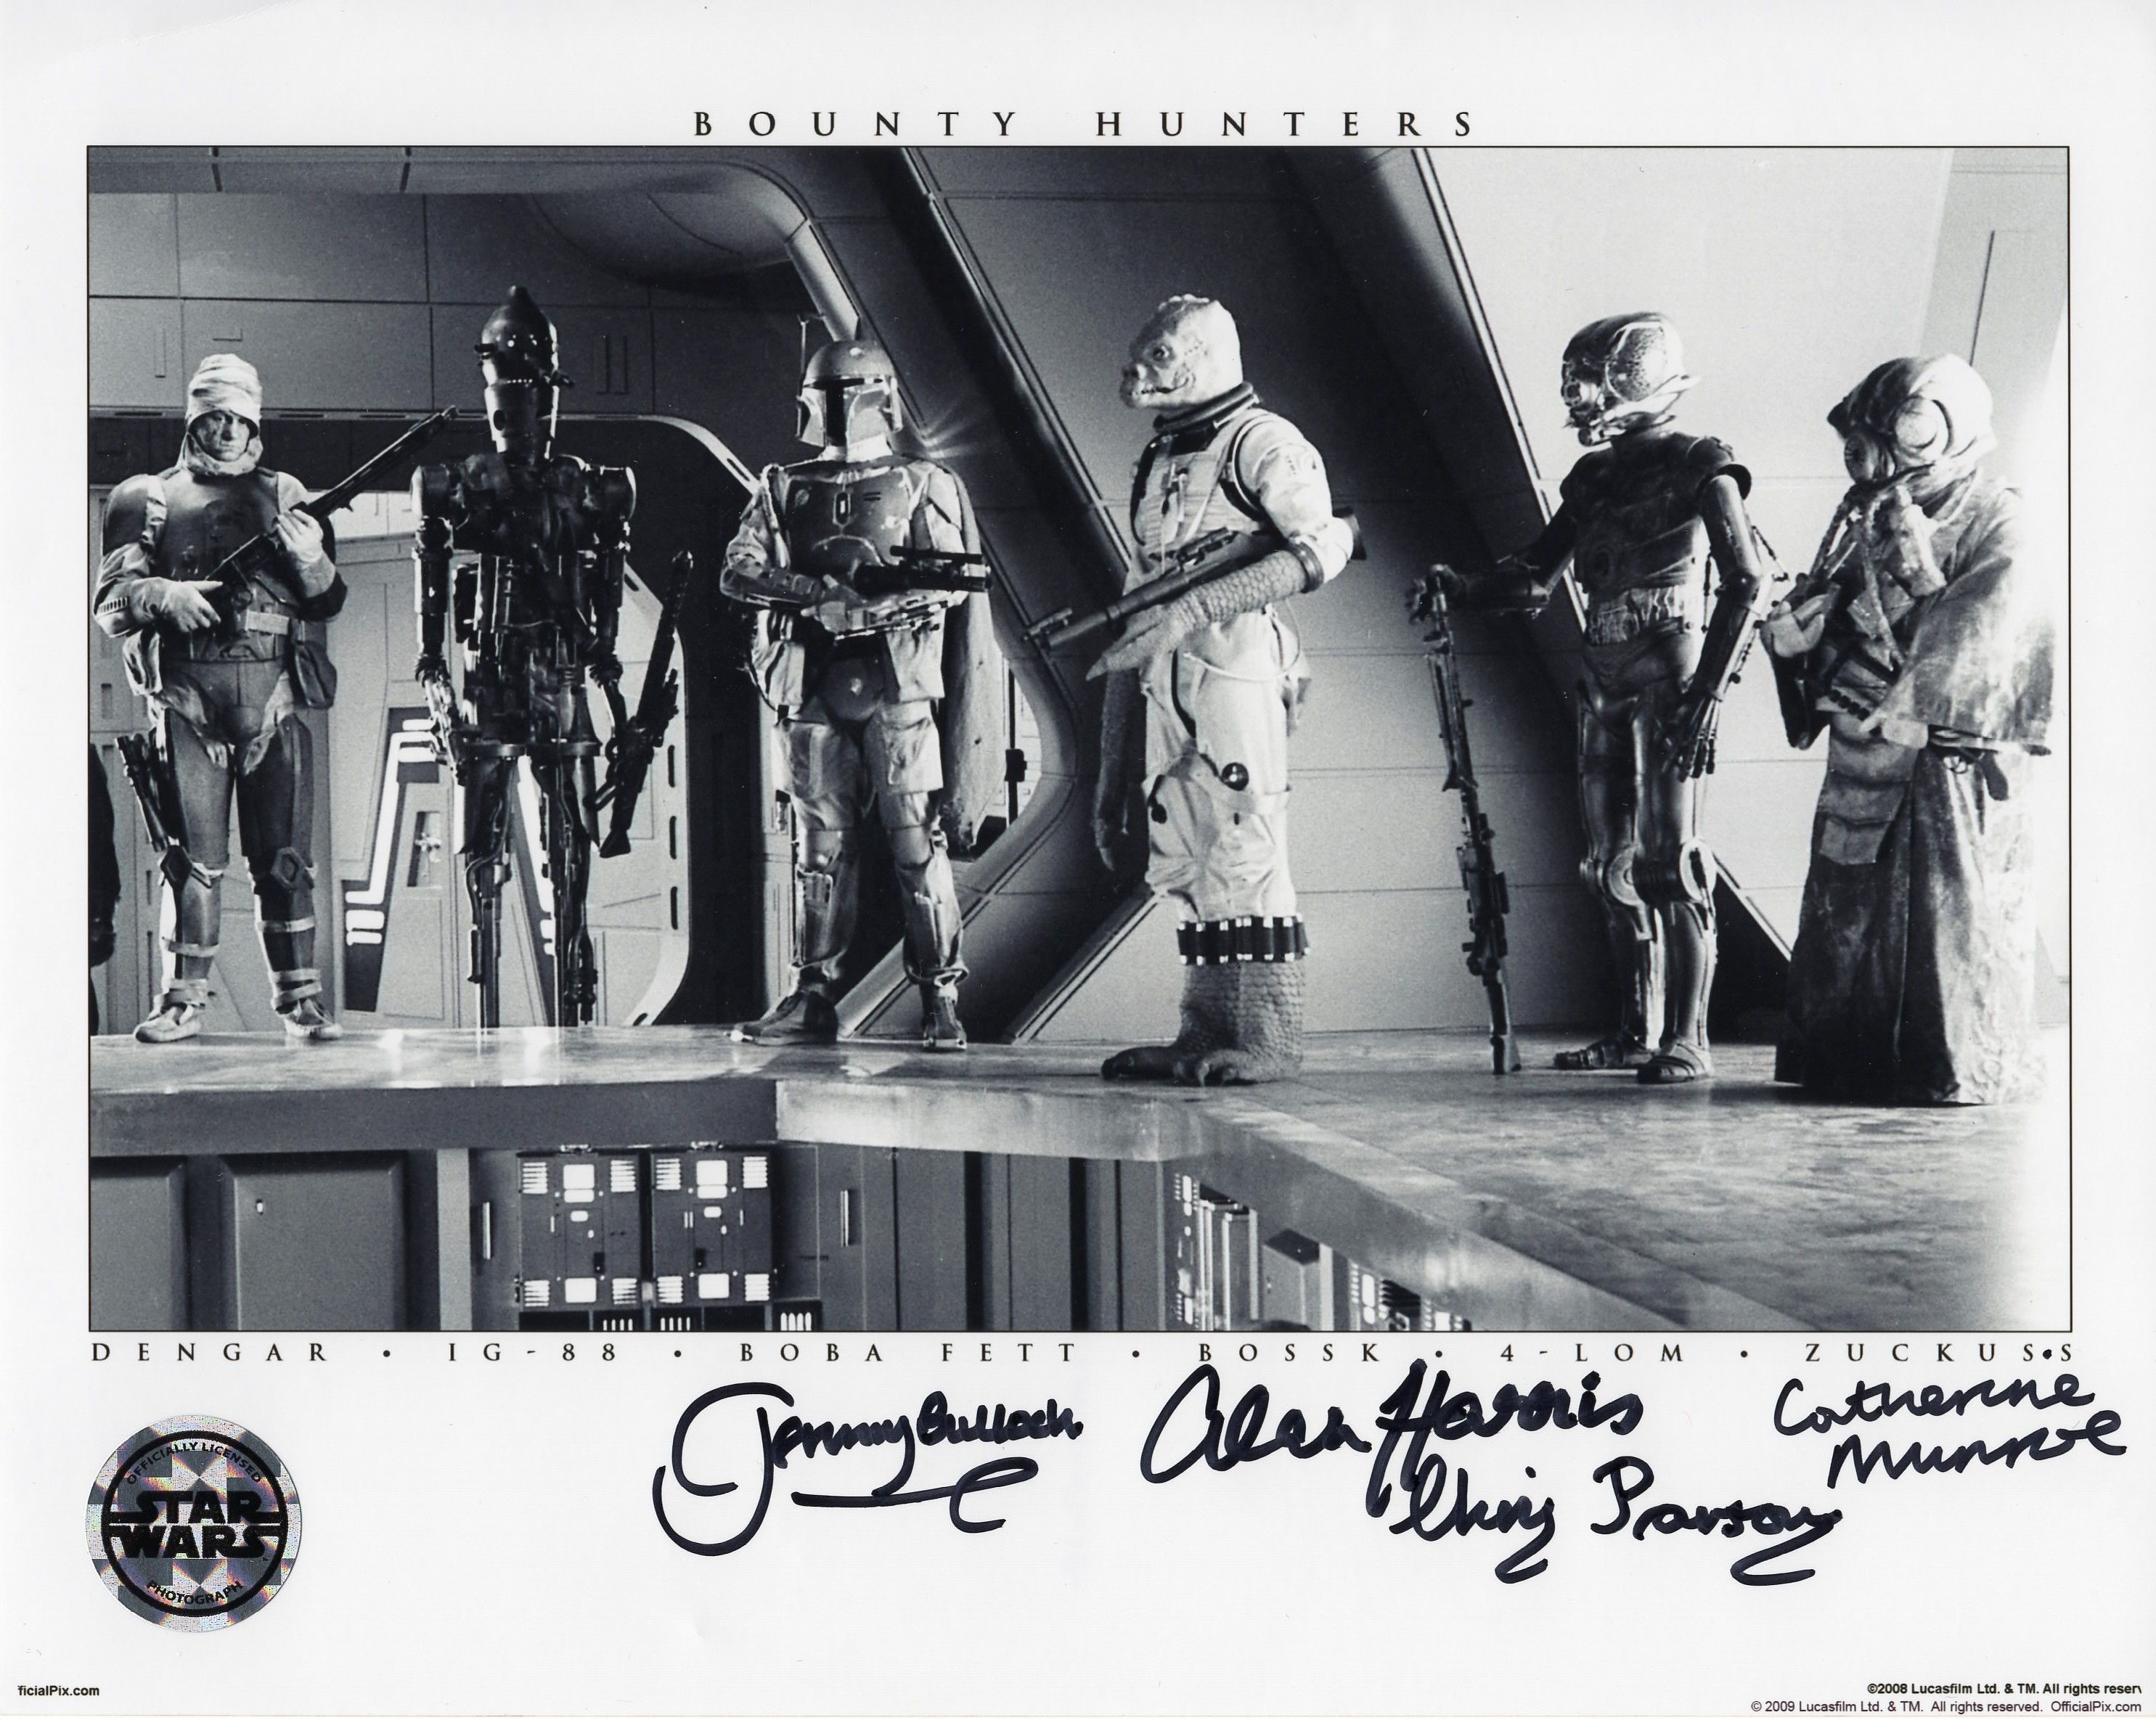 BOUNTY HUNTERS
DENGAR • IG-88 • BOBA FETT • BOSSK • 4-LOM • ZUCKUSS
Jeremy Bulloch
Alan Harris
Catherine
Munroe
Chris Parsons
OFFICIALLY LICENSED
STAR
WARS
PHOTOGRAPH
ficialPix.com
©2008 Lucasfilm Ltd. & TM. All rights reser
© 2009 Lucasfilm Ltd. & TM. All rights reserved. OfficialPix.com